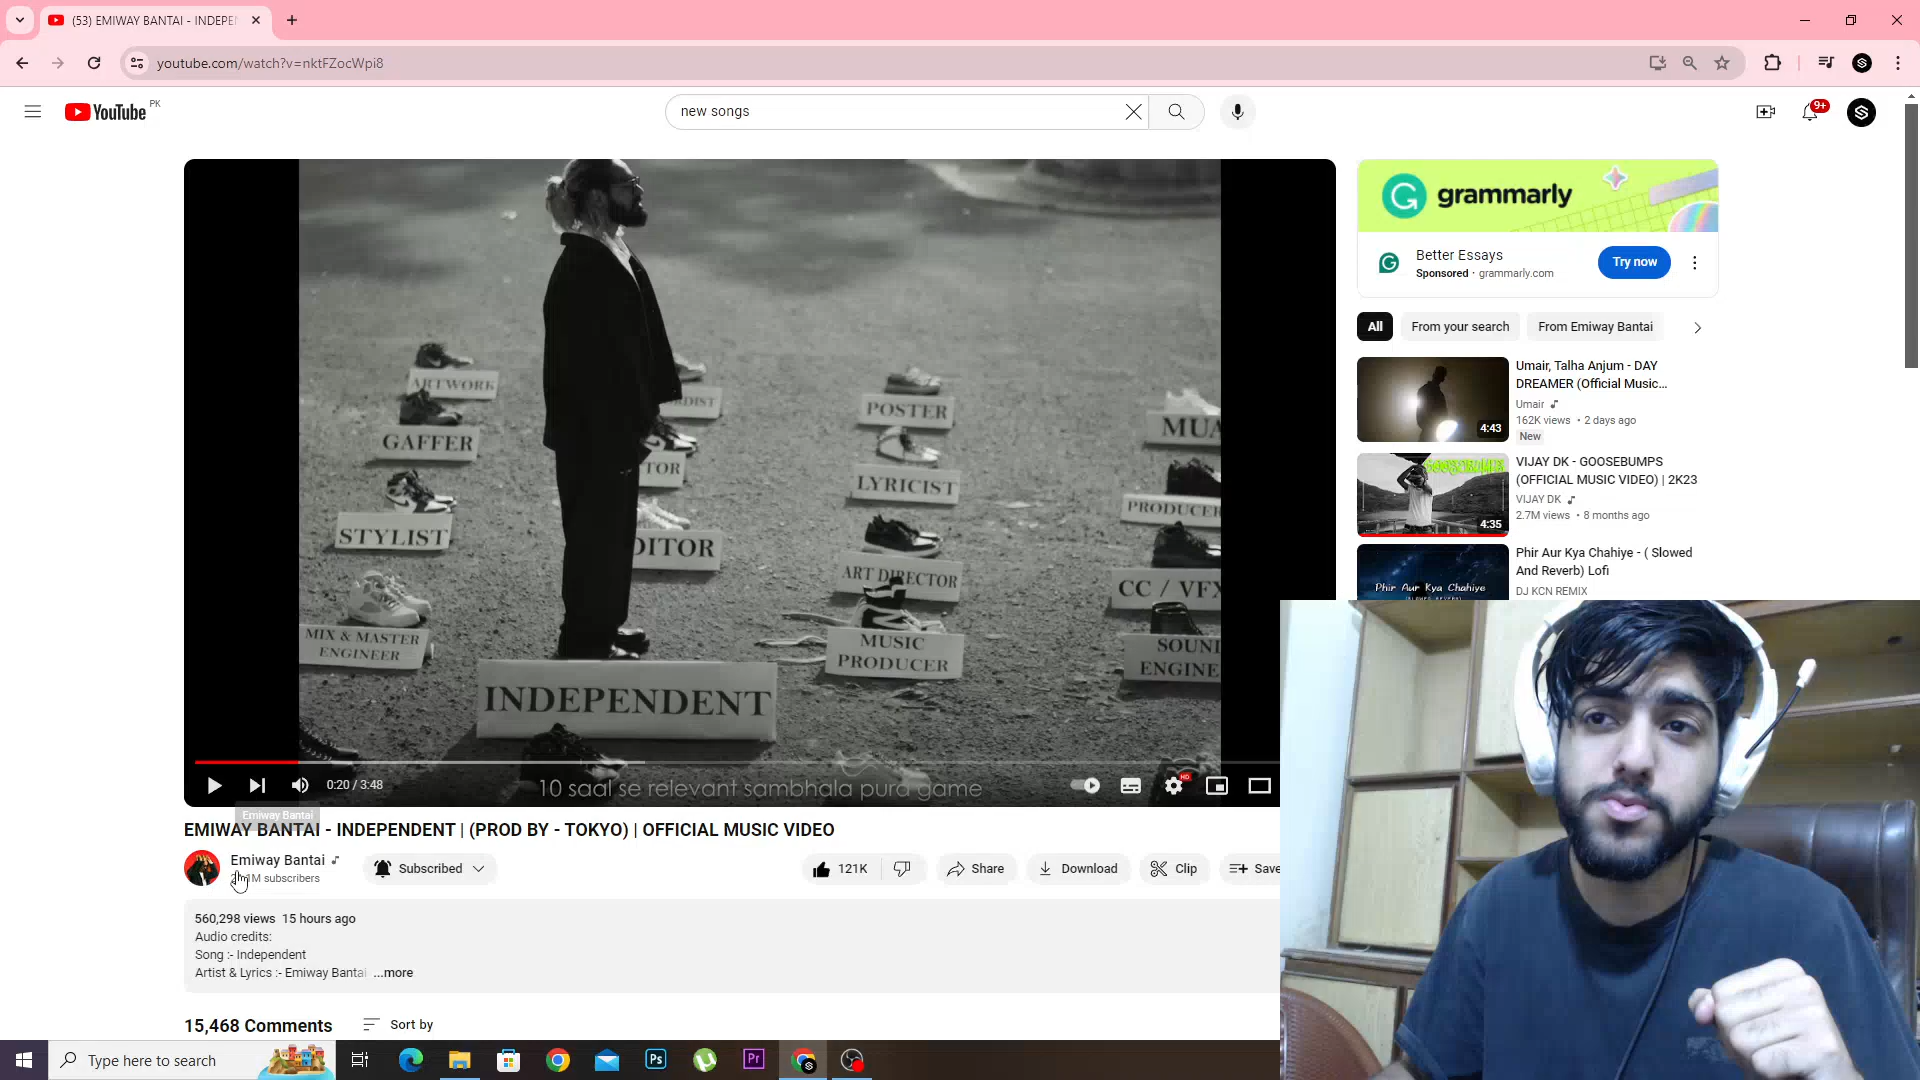 (53) EMIWAY BANTAI - INDEPE
youtube.com/watch?v=nktFZocWpi8
YouTube PK
new songs
9+
ARTWORK
GAFFER
STYLIST
MIX & MASTER
ENGINEER
INDEPENDENT
POSTER
LYRICIST
ART DIRECTOR
MUSIC
PRODUCER
MUA
PRODUCER
CC / VFX
SOUN
ENGINE
10 saal se relevant sambhala pura game
0:20 / 3:48
HD
Emiway Bantai
EMIWAY BANTAI - INDEPENDENT | (PROD BY - TOKYO) | OFFICIAL MUSIC VIDEO
Emiway Bantai
subscribers
Subscribed
121K
Share
Download
Clip
Save
560,298 views 15 hours ago
Audio credits:
Song :- Independent
Artist & Lyrics :- Emiway Bantai ...more
15,468 Comments
Sort by
grammarly
Better Essays
Sponsored · grammarly.com
Try now
All
From your search
From Emiway Bantai
Umair, Talha Anjum - DAY
DREAMER (Official Music...
Umair
162K views • 2 days ago
New
4:43
GOOSEBUMPS
VIJAY DK - GOOSEBUMPS
(OFFICIAL MUSIC VIDEO) | 2K23
VIJAY DK
2.7M views • 8 months ago
4:35
Phir Aur Kya Chahiye
Phir Aur Kya Chahiye - ( Slowed
And Reverb) Lofi
DJ KCN REMIX
Type here to search
Ps
Pr